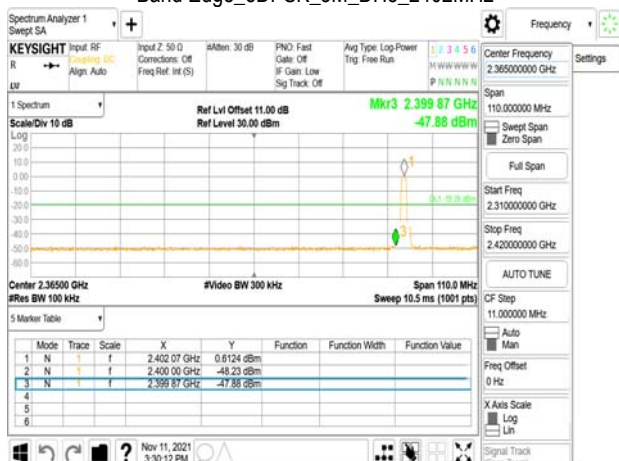 Spectrum Analyzer 1
Swept SA
Frequency
KEYSIGHT Input: RF
R
Coupling: DC
Align: Auto
LXI
Input Z: 50 Ω
Corrections: Off
Freq Ref: Int (S)
#Atten: 30 dB
PNO: Fast
Gate: Off
IF Gain: Low
Sig Track: Off
Avg Type: Log-Power
Trig: Free Run
1 2 3 4 5 6
M W W W W W
P N N N N N
Center Frequency
2.365000000 GHz
Settings
Span
110.000000 MHz
Swept Span
Zero Span
Full Span
Start Freq
2.310000000 GHz
Stop Freq
2.420000000 GHz
AUTO TUNE
CF Step
11.000000 MHz
Auto
Man
Freq Offset
0 Hz
X Axis Scale
Log
Lin
Signal Track
1 Spectrum
Scale/Div 10 dB
Ref Lvl Offset 11.00 dB
Ref Level 30.00 dBm
Mkr3 2.399 87 GHz
-47.88 dBm
Log
20.0
10.0
0.00
-10.0
-20.0
-30.0
-40.0
-50.0
-60.0
1
3
Center 2.36500 GHz
#Res BW 100 kHz
#Video BW 300 kHz
Span 110.0 MHz
Sweep 10.5 ms (1001 pts)
5 Marker Table
Mode Trace Scale X Y Function Function Width Function Value
1 N 1 f 2.402 07 GHz 0.6124 dBm
2 N 1 f 2.400 00 GHz -48.23 dBm
3 N 1 f 2.399 87 GHz -47.88 dBm
4
5
6
Nov 11, 2021
3:30:12 PM